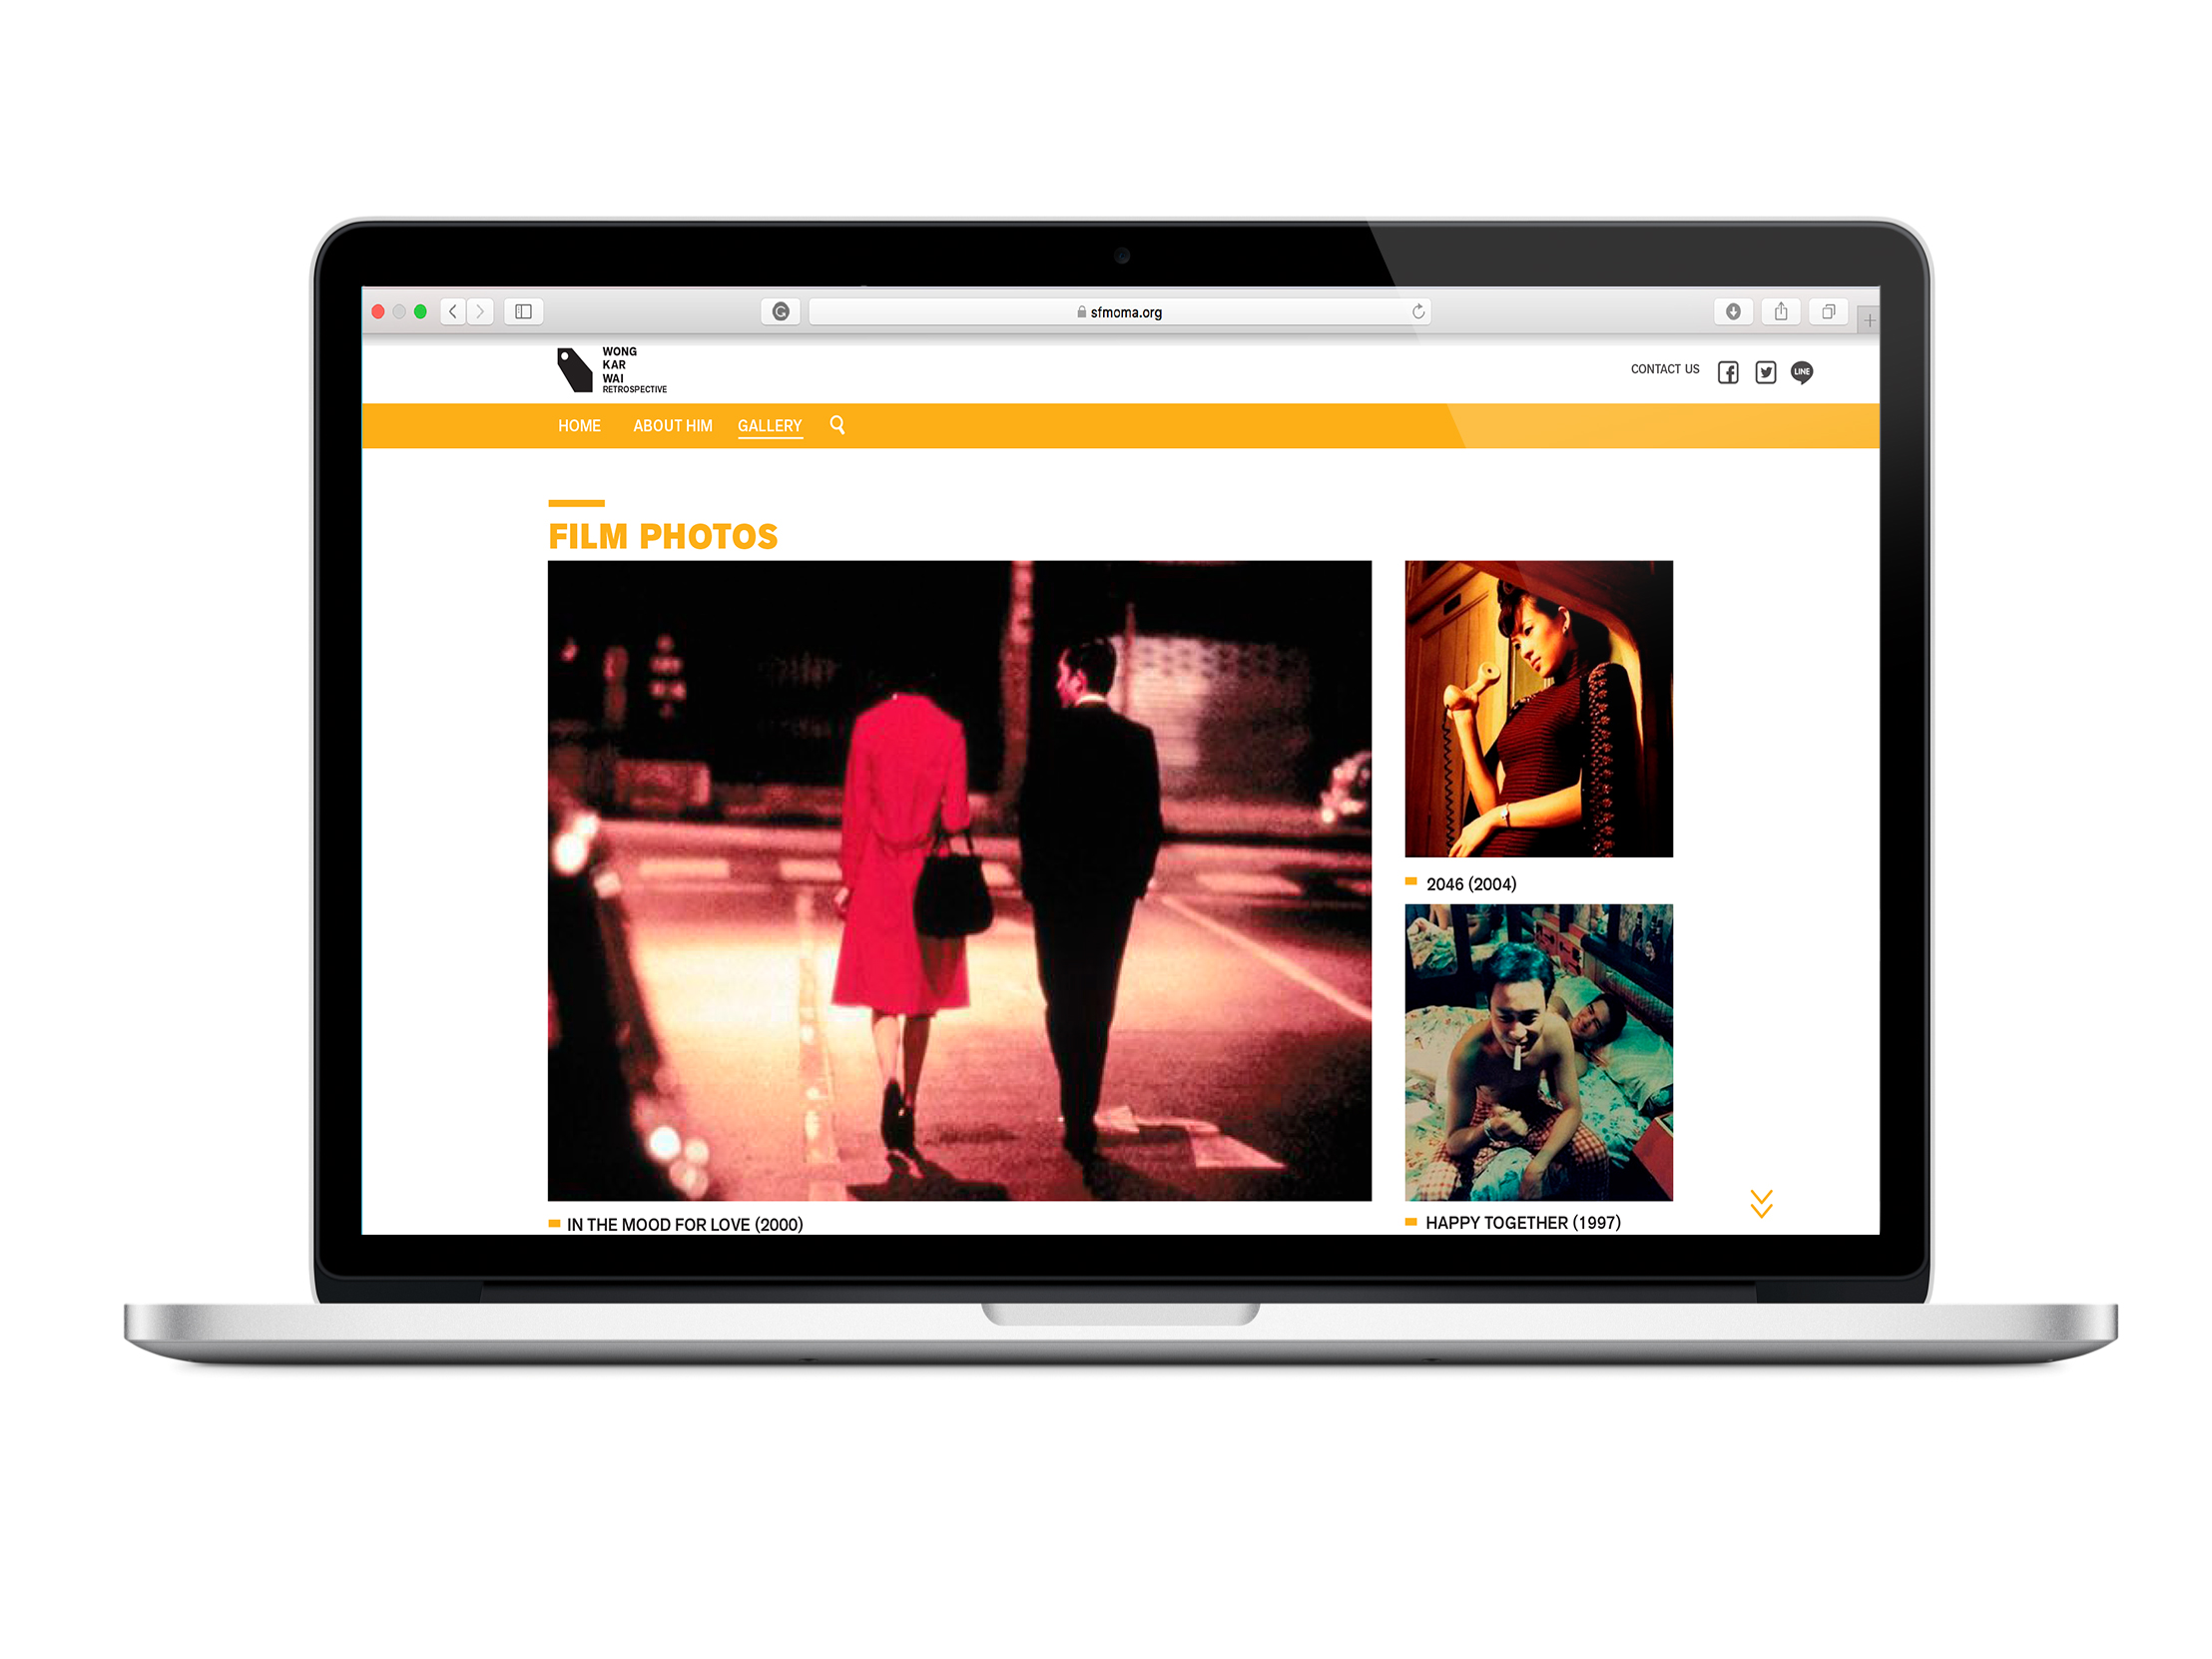 sfmoma.org
WONG
KAR
WAI
RETROSPECTIVE
CONTACT US
LINE
HOME ABOUT HIM GALLERY
FILM PHOTOS
2046 (2004)
IN THE MOOD FOR LOVE (2000)
HAPPY TOGETHER (1997)